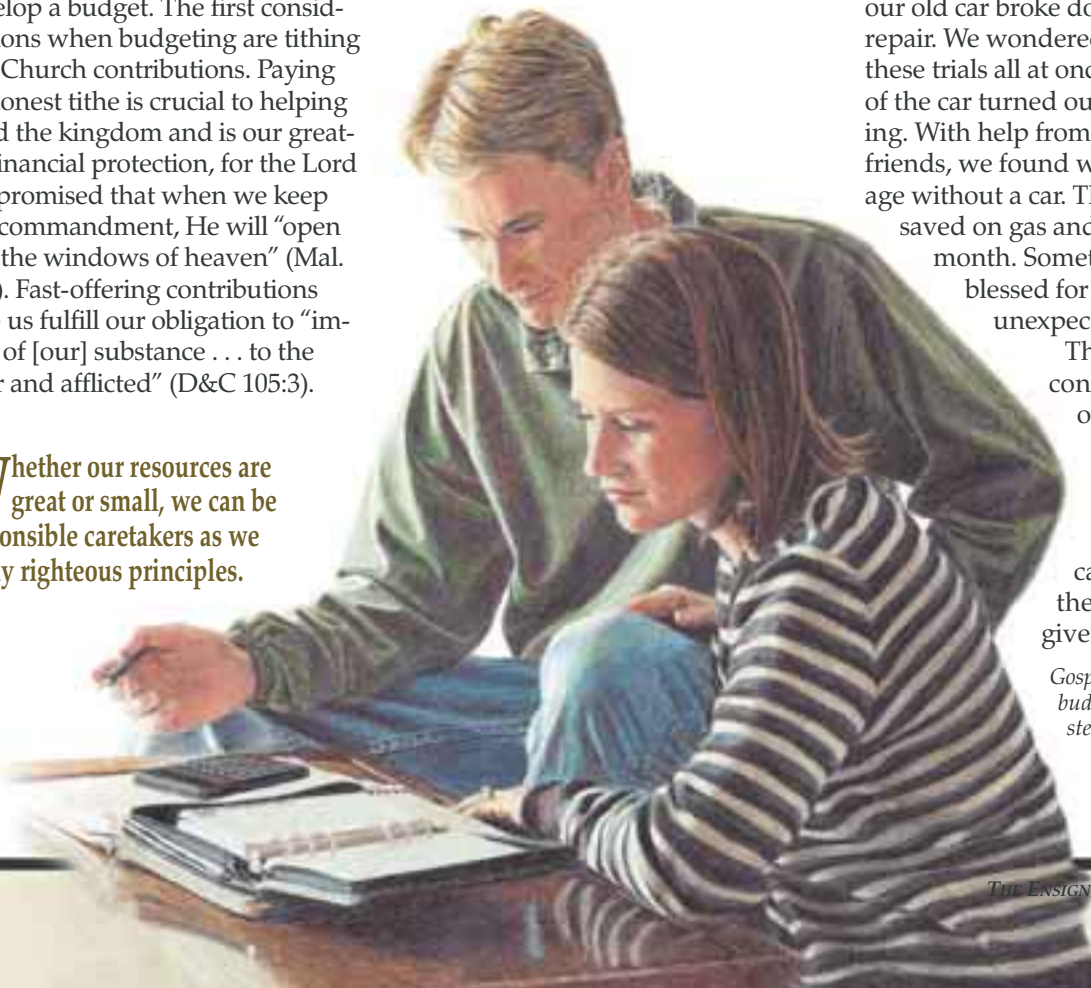 elop a budget. The first consid-
ions when budgeting are tithing
Church contributions. Paying
onest tithe is crucial to helping
d the kingdom and is our great-
inancial protection, for the Lord
promised that when we keep
commandment, He will “open
the windows of heaven” (Mal.
). Fast-offering contributions
us fulfill our obligation to “im-
of [our] substance . . . to the
r and afflicted” (D&C 105:3).
Whether our resources are
great or small, we can be
onsible caretakers as we
y righteous principles.
our old car broke do
repair. We wondere
these trials all at onc
of the car turned ou
ing. With help from
friends, we found w
age without a car. Th
saved on gas and
month. Somet
blessed for
unexpec
Th
con
o
ca
the
give
Gosp
bud
ste
THE ENSIGN